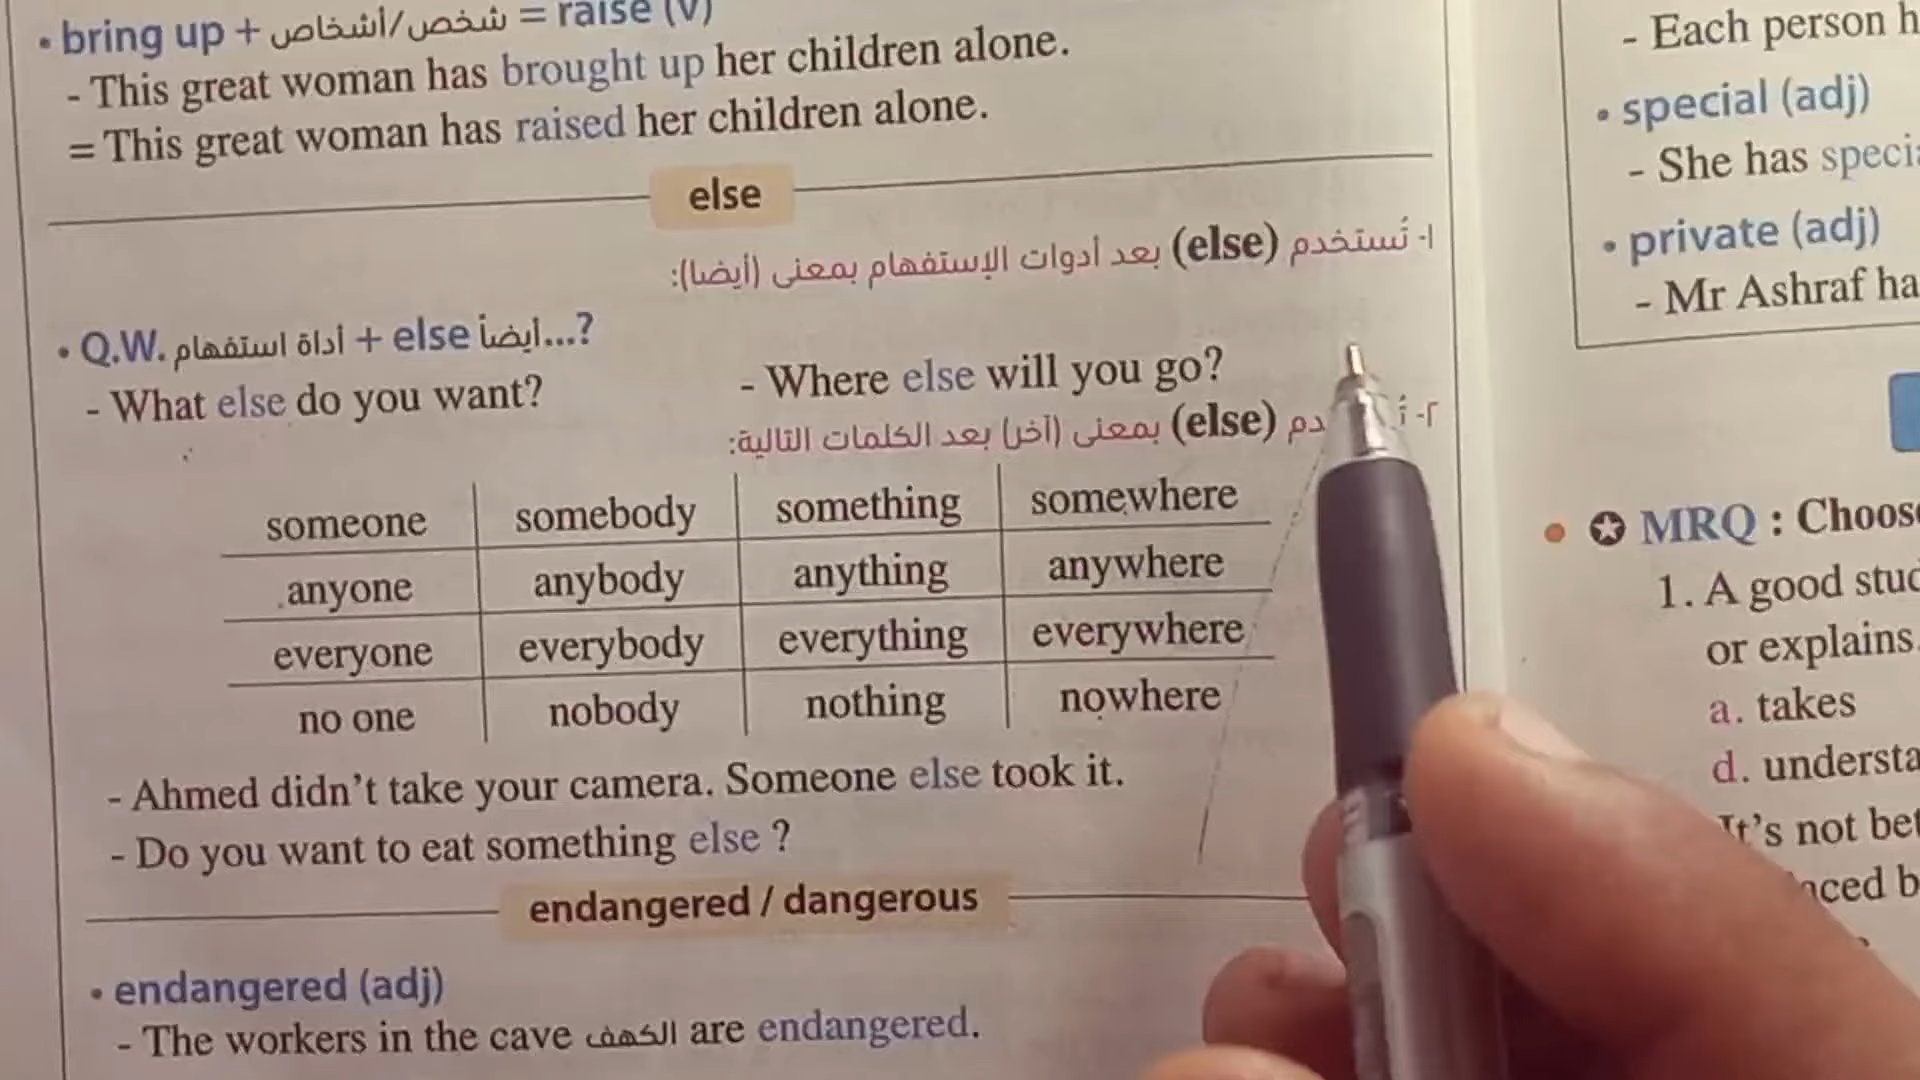 • bring up + شخص/أشخاص = raise (v)
- This great woman has brought up her children alone.
= This great woman has raised her children alone.
else
١- تُستخدم (else) بعد أدوات الإستفهام بمعنى (أيضا):
• Q.W. أداة استفهام + else أيضاً...?
- What else do you want?
- Where else will you go?
٢- (else) بمعنى (آخر) بعد الكلمات التالية:
someone somebody something somewhere
anyone anybody anything anywhere
everyone everybody everything everywhere
no one nobody nothing nowhere
- Ahmed didn't take your camera. Someone else took it.
- Do you want to eat something else ?
endangered / dangerous
• endangered (adj)
- The workers in the cave الكهف are endangered.
- Each person
• special (adj)
- She has
• private (adj)
- Mr Ashraf
• MRQ :
1. A good
or explains
a. takes
d.
It's not